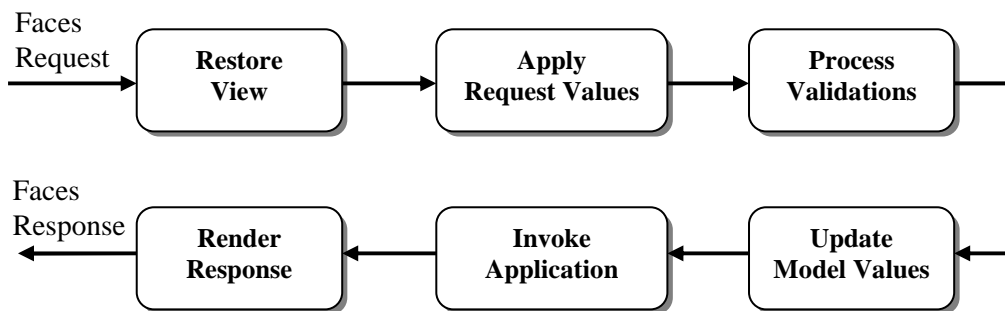 Faces
Request
Restore
View
Apply
Request Values
Process
Validations
Faces
Response
Render
Response
Invoke
Application
Update
Model Values